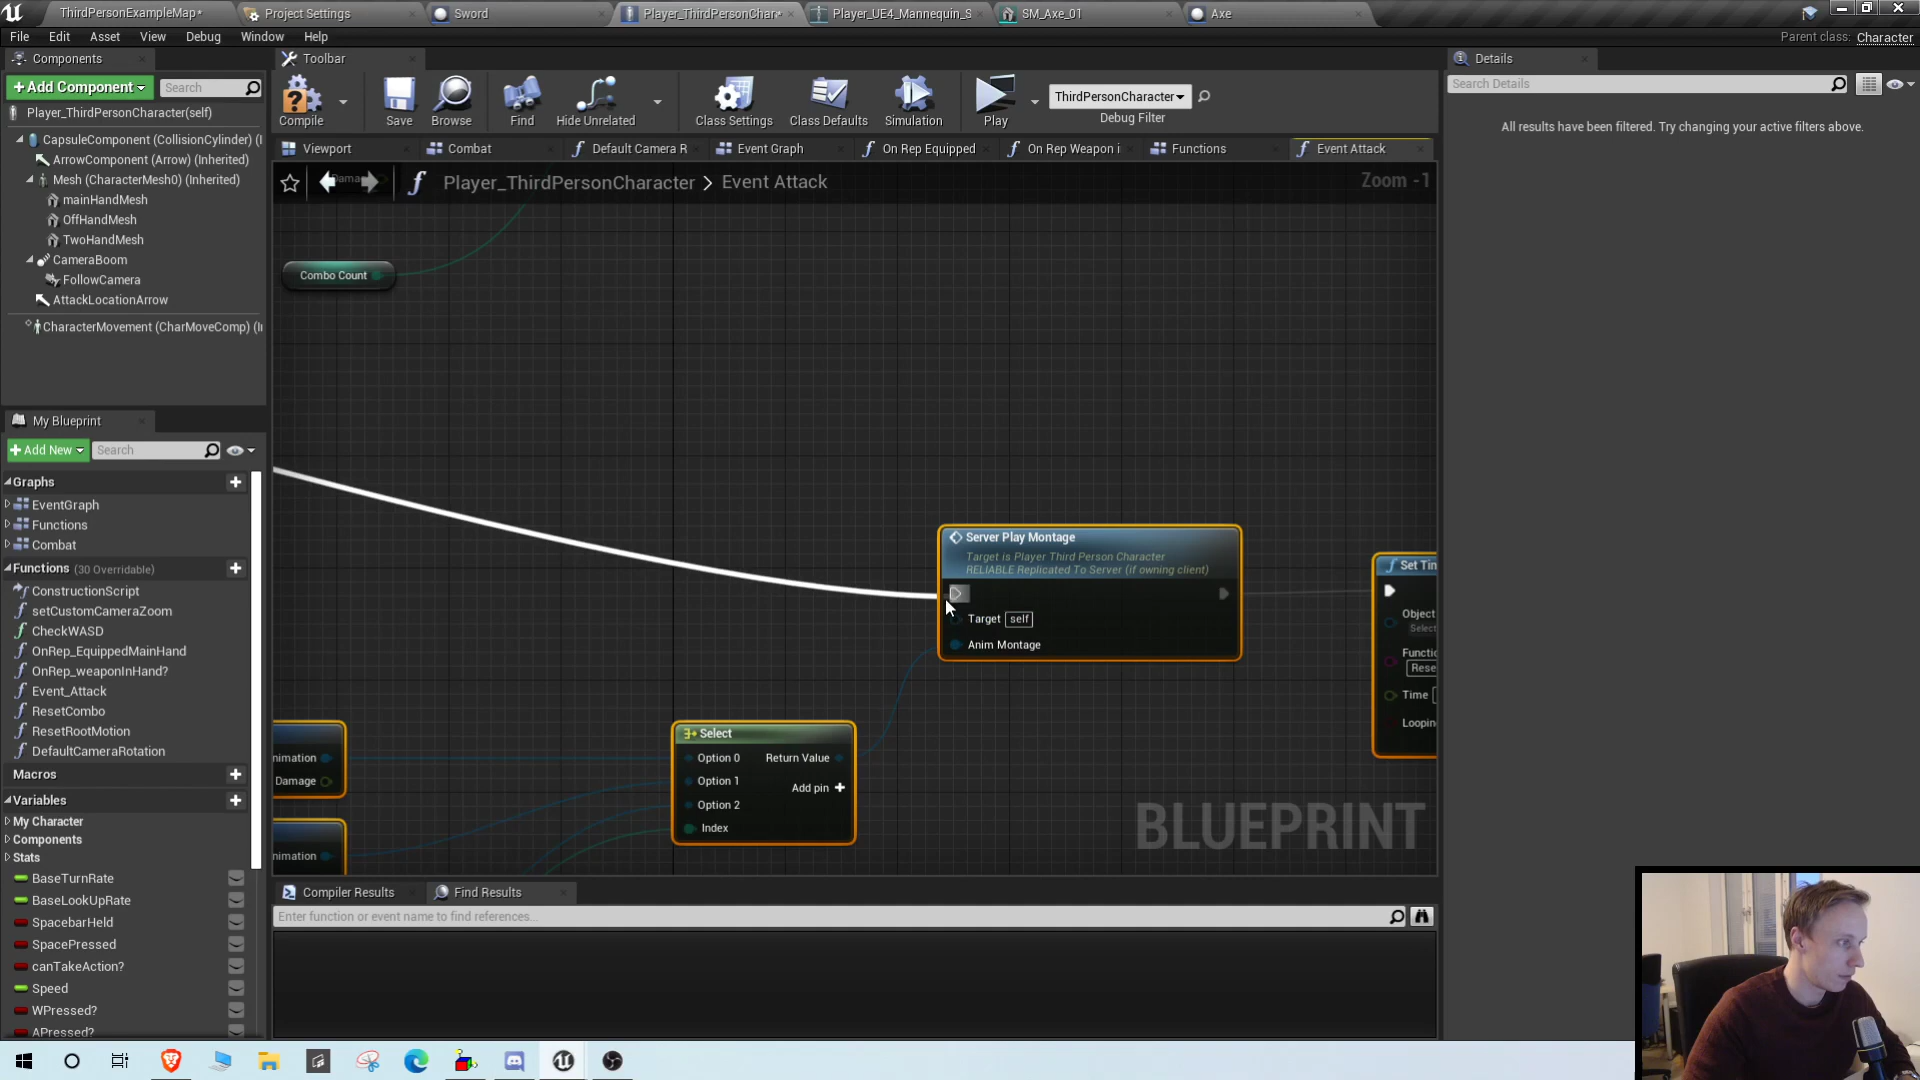 ThirdPersonExampleMap*
Project Settings
Sword
Player_ThirdPersonChar*
Player_UE4_Mannequin_S
SM_Axe_01
Axe
File Edit Asset View Debug Window Help
Parent class: Character
Components
Toolbar
Details
+ Add Component
Search
Search Details
Compile
Save
Browse
Find
Hide Unrelated
Class Settings
Class Defaults
Simulation
Play
ThirdPersonCharacter
Debug Filter
All results have been filtered. Try changing your active filters above.
Player_ThirdPersonCharacter(self)
CapsuleComponent (CollisionCylinder) (I
ArrowComponent (Arrow) (Inherited)
Mesh (CharacterMesh0) (Inherited)
mainHandMesh
OffHandMesh
TwoHandMesh
CameraBoom
FollowCamera
AttackLocationArrow
CharacterMovement (CharMoveComp) (I
Viewport
Combat
Default Camera R
Event Graph
On Rep Equipped
On Rep Weapon i
Functions
Event Attack
Player_ThirdPersonCharacter > Event Attack
Zoom -1
Combo Count
Server Play Montage
Target is Player Third Person Character
RELIABLE Replicated To Server (if owning client)
Target self
Anim Montage
Set Tim
Object
Select
Functi
Rese
Time
Loopin
Select
Option 0 Return Value
Option 1 Add pin +
Option 2
Index
nimation
Damage
nimation
BLUEPRINT
My Blueprint
+ Add New
Search
Graphs
EventGraph
Functions
Combat
Functions (30 Overridable)
ConstructionScript
setCustomCameraZoom
CheckWASD
OnRep_EquippedMainHand
OnRep_weaponInHand?
Event_Attack
ResetCombo
ResetRootMotion
DefaultCameraRotation
Macros
Variables
My Character
Components
Stats
BaseTurnRate
BaseLookUpRate
SpacebarHeld
SpacePressed
canTakeAction?
Speed
WPressed?
APressed?
Compiler Results
Find Results
Enter function or event name to find references...